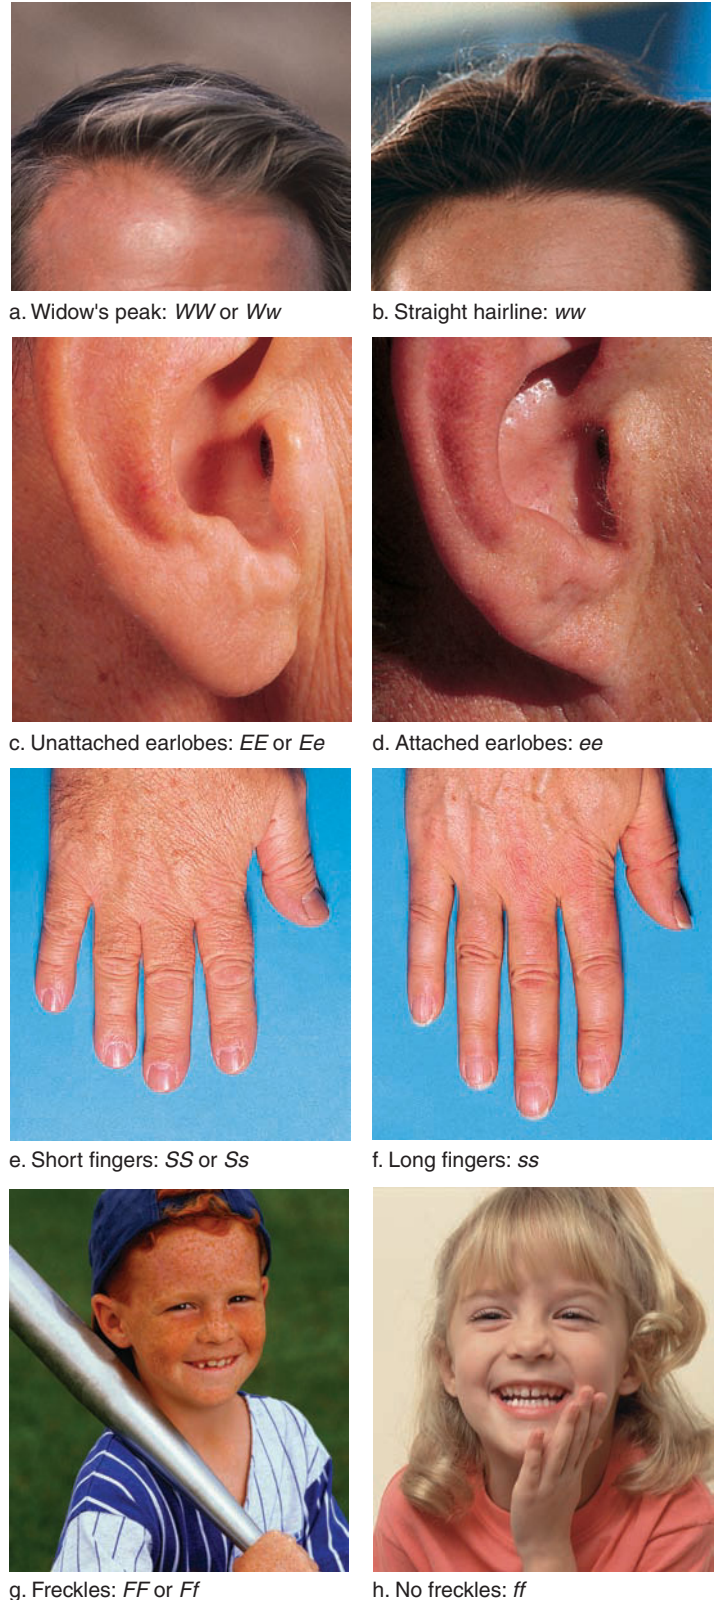 a. Widow's peak: WW or Ww
b. Straight hairline: ww
c. Unattached earlobes: EE or Ee
d. Attached earlobes: ee
e. Short fingers: SS or Ss
f. Long fingers: ss
g. Freckles: FF or Ff
h. No freckles: ff